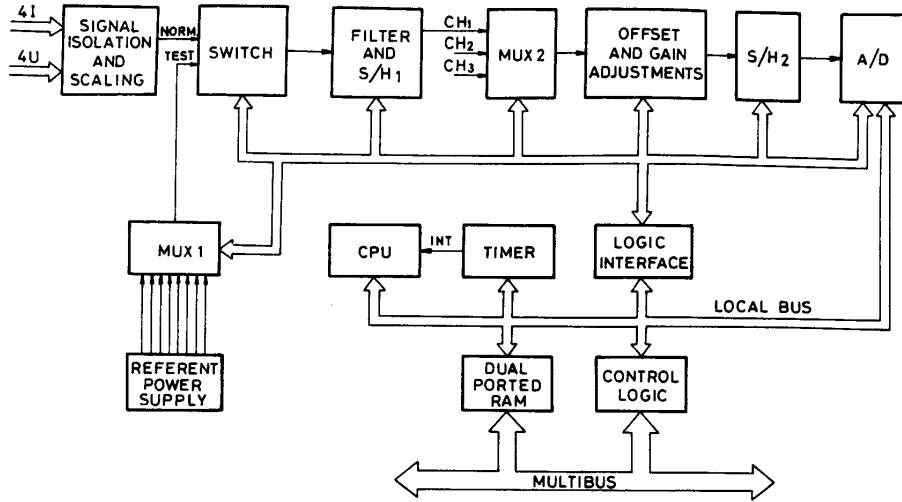 4I
4U
SIGNAL
ISOLATION
AND
SCALING
NORM.
TEST
SWITCH
FILTER
AND
S/H1
CH1
CH2
CH3
MUX 2
OFFSET
AND GAIN
ADJUSTMENTS
S/H2
A/D
MUX 1
CPU
INT
TIMER
LOGIC
INTERFACE
LOCAL BUS
REFERENT
POWER
SUPPLY
DUAL
PORTED
RAM
CONTROL
LOGIC
MULTIBUS